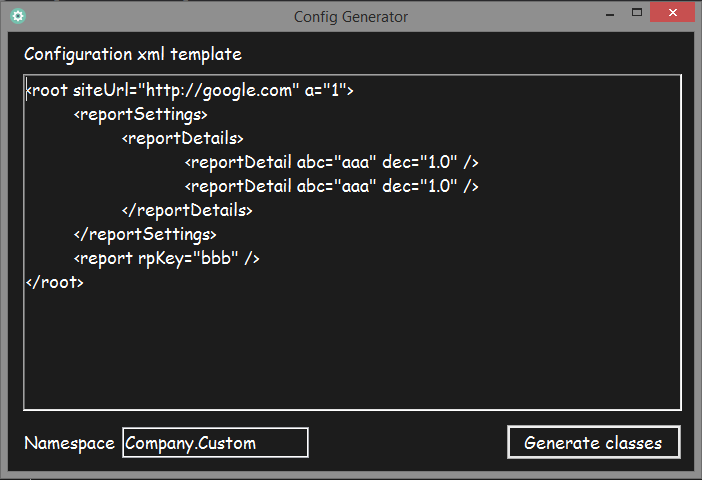 Config Generator
Configuration xml template
<root siteUrl="http://google.com" a="1">
<reportSettings>
<reportDetails>
<reportDetail abc="aaa" dec="1.0" />
<reportDetail abc="aaa" dec="1.0" />
</reportDetails>
</reportSettings>
<report rpKey="bbb" />
</root>
Namespace Company.Custom Generate classes